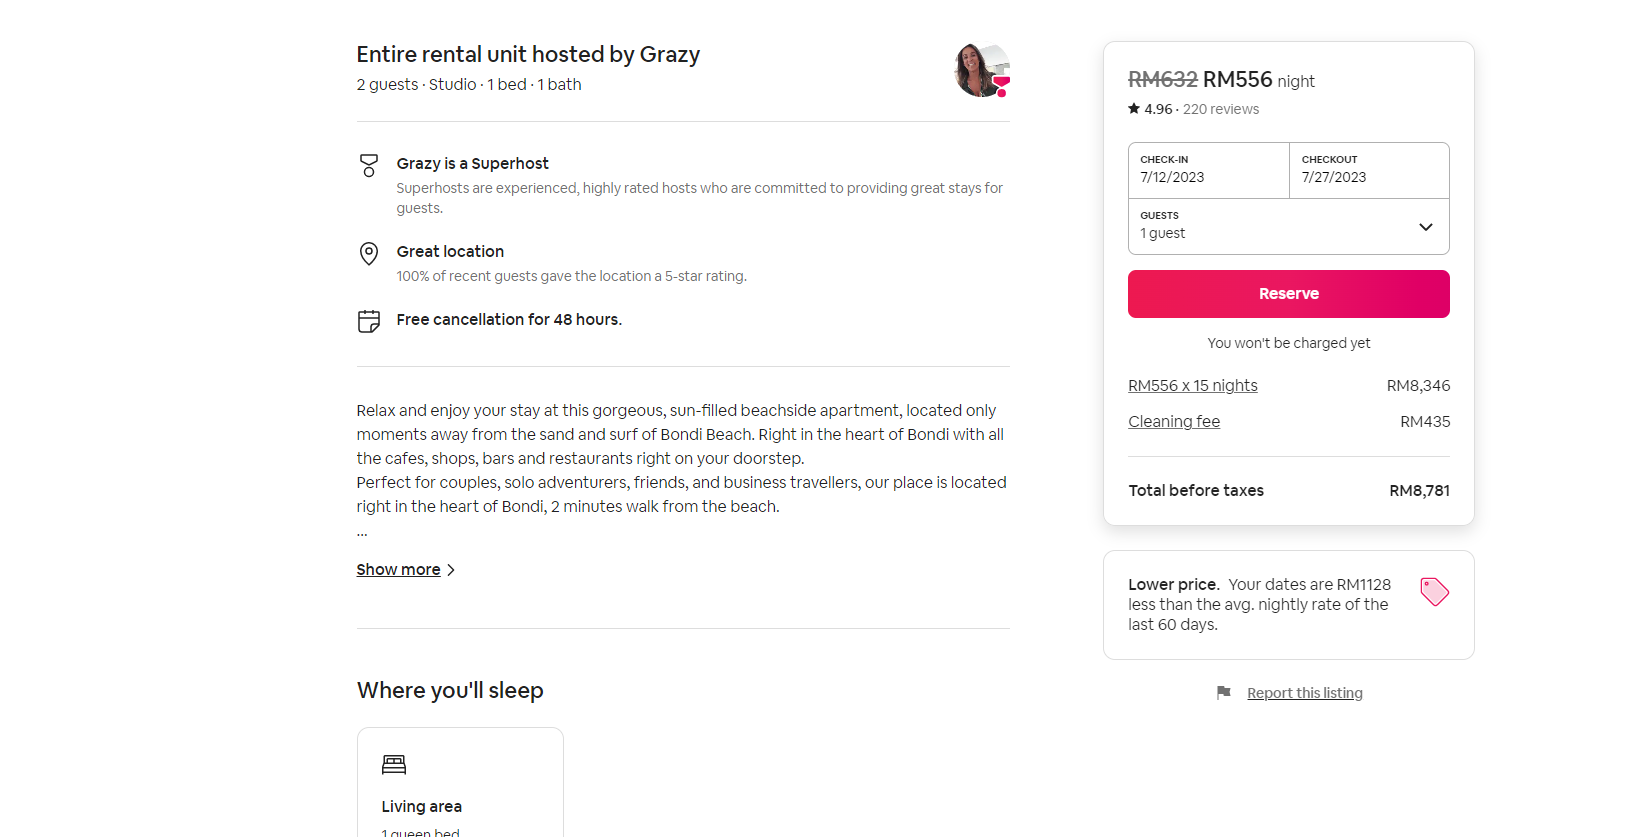 Entire rental unit hosted by Grazy
2 guests · Studio · 1 bed · 1 bath
Grazy is a Superhost
Superhosts are experienced, highly rated hosts who are committed to providing great stays for
guests.
Great location
100% of recent guests gave the location a 5-star rating.
Free cancellation for 48 hours.
Relax and enjoy your stay at this gorgeous, sun-filled beachside apartment, located only
moments away from the sand and surf of Bondi Beach. Right in the heart of Bondi with all
the cafes, shops, bars and restaurants right on your doorstep.
Perfect for couples, solo adventurers, friends, and business travellers, our place is located
right in the heart of Bondi, 2 minutes walk from the beach.
...
Show more
Where you'll sleep
Living area
1 queen bed
RM632 RM556 night
4.96 · 220 reviews
CHECK-IN
7/12/2023
CHECKOUT
7/27/2023
GUESTS
1 guest
Reserve
You won't be charged yet
RM556 x 15 nights RM8,346
Cleaning fee RM435
Total before taxes RM8,781
Lower price. Your dates are RM1128
less than the avg. nightly rate of the
last 60 days.
Report this listing